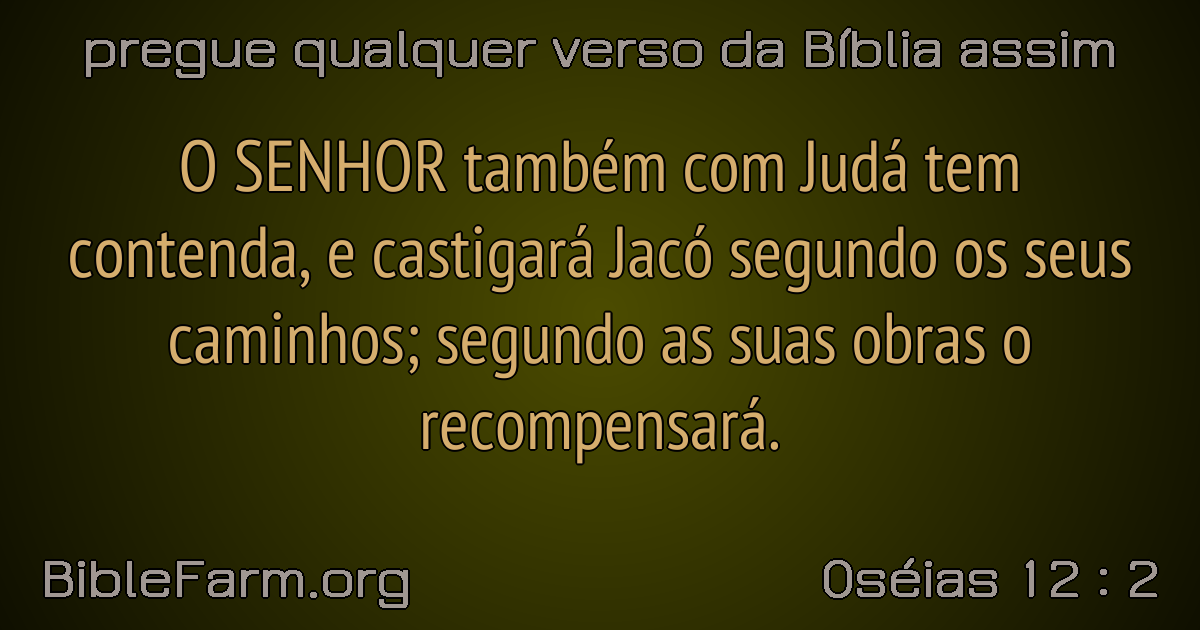 pregue qualquer verso da Bíblia assim
O SENHOR também com Judá tem
contenda, e castigará Jacó segundo os seus
caminhos; segundo as suas obras o
recompensará.
BibleFarm.org
Oséias 12 : 2